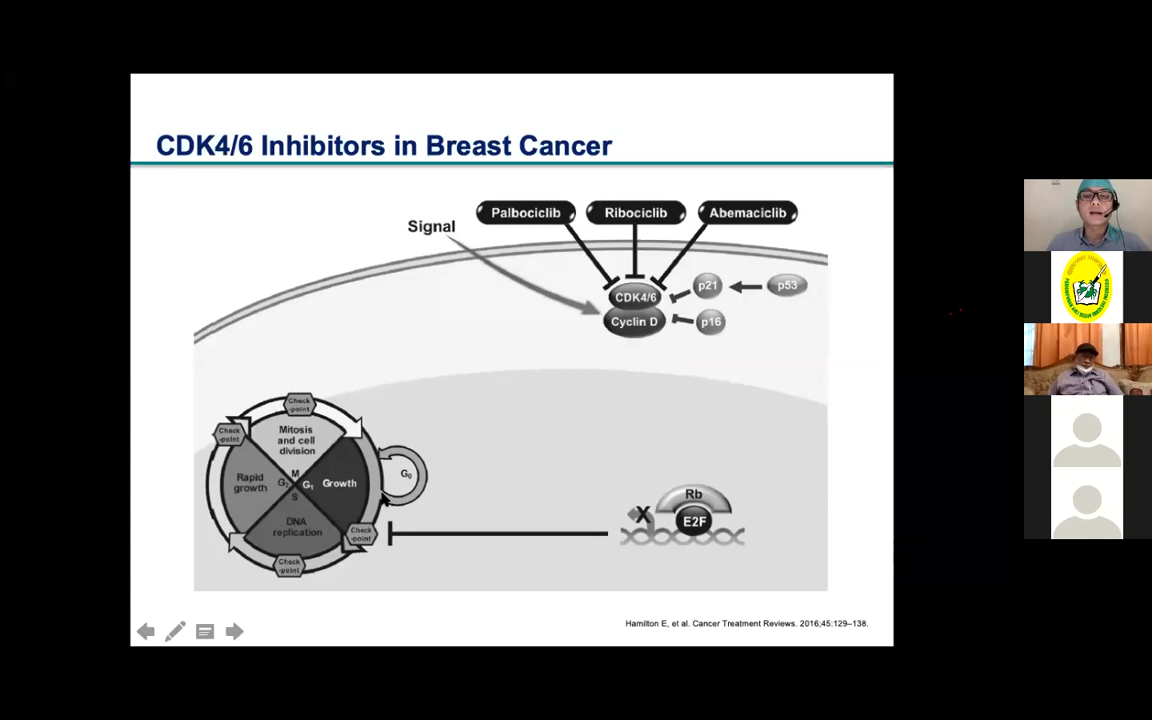 CDK4/6 Inhibitors in Breast Cancer
Palbociclib
Ribociclib
Abemaciclib
Signal
CDK4/6
Cyclin D
p21
p53
p16
Check
-point
Check
-point
Mitosis
and cell
division
M
Rapid
growth
G2
G1
Growth
S
DNA
replication
G0
Check
-point
Check
-point
X
Rb
E2F
Hamilton E, et al. Cancer Treatment Reviews. 2016;45:129–138.